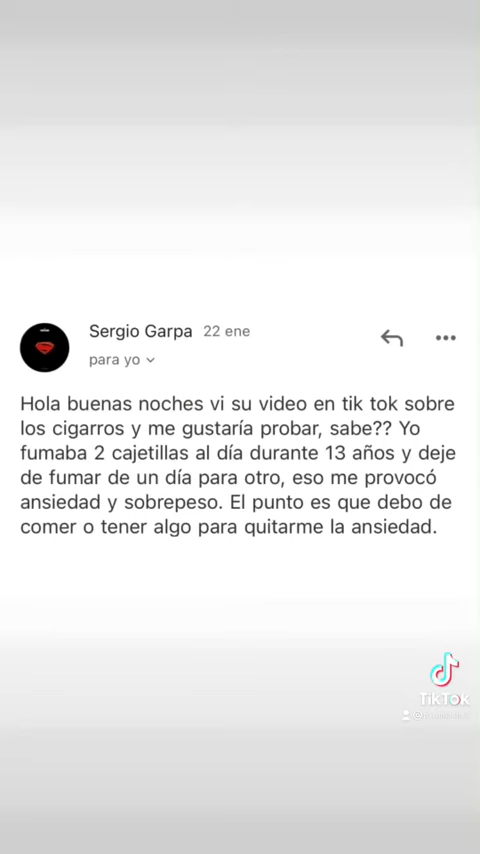 Sergio Garpa 22 ene
para yo
Hola buenas noches vi su video en tik tok sobre
los cigarros y me gustaría probar, sabe?? Yo
fumaba 2 cajetillas al día durante 13 años y deje
de fumar de un día para otro, eso me provocó
ansiedad y sobrepeso. El punto es que debo de
comer o tener algo para quitarme la ansiedad.
TikTok